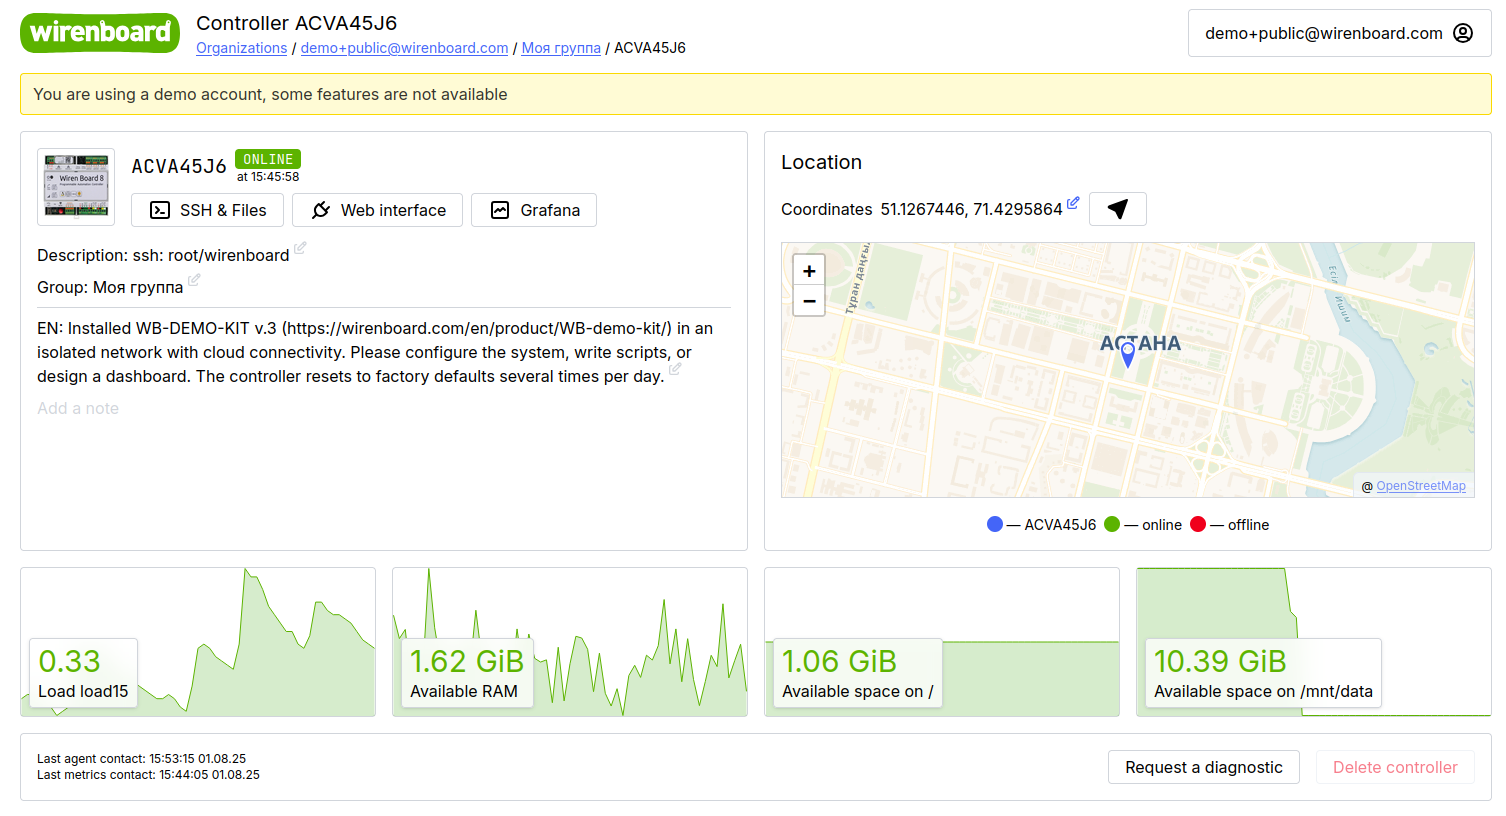 wirenboard
Controller ACVA45J6
Organizations / demo+public@wirenboard.com / Моя группа / ACVA45J6
demo+public@wirenboard.com
You are using a demo account, some features are not available
Wiren Board 8
ACVA45J6
ONLINE
at 15:45:58
SSH & Files
Web interface
Grafana
Description: ssh: root/wirenboard
Group: Моя группа
EN: Installed WB-DEMO-KIT v.3 (https://wirenboard.com/en/product/WB-demo-kit/) in an
isolated network with cloud connectivity. Please configure the system, write scripts, or
design a dashboard. The controller resets to factory defaults several times per day.
Add a note
Location
Coordinates 51.1267446, 71.4295864
+
−
Тұран даңғы
Есіл
Ишим
АСТАНА
@ OpenStreetMap
— ACVA45J6 — online — offline
0.33
Load load15
1.62 GiB
Available RAM
1.06 GiB
Available space on /
10.39 GiB
Available space on /mnt/data
Last agent contact: 15:53:15 01.08.25
Last metrics contact: 15:44:05 01.08.25
Request a diagnostic
Delete controller